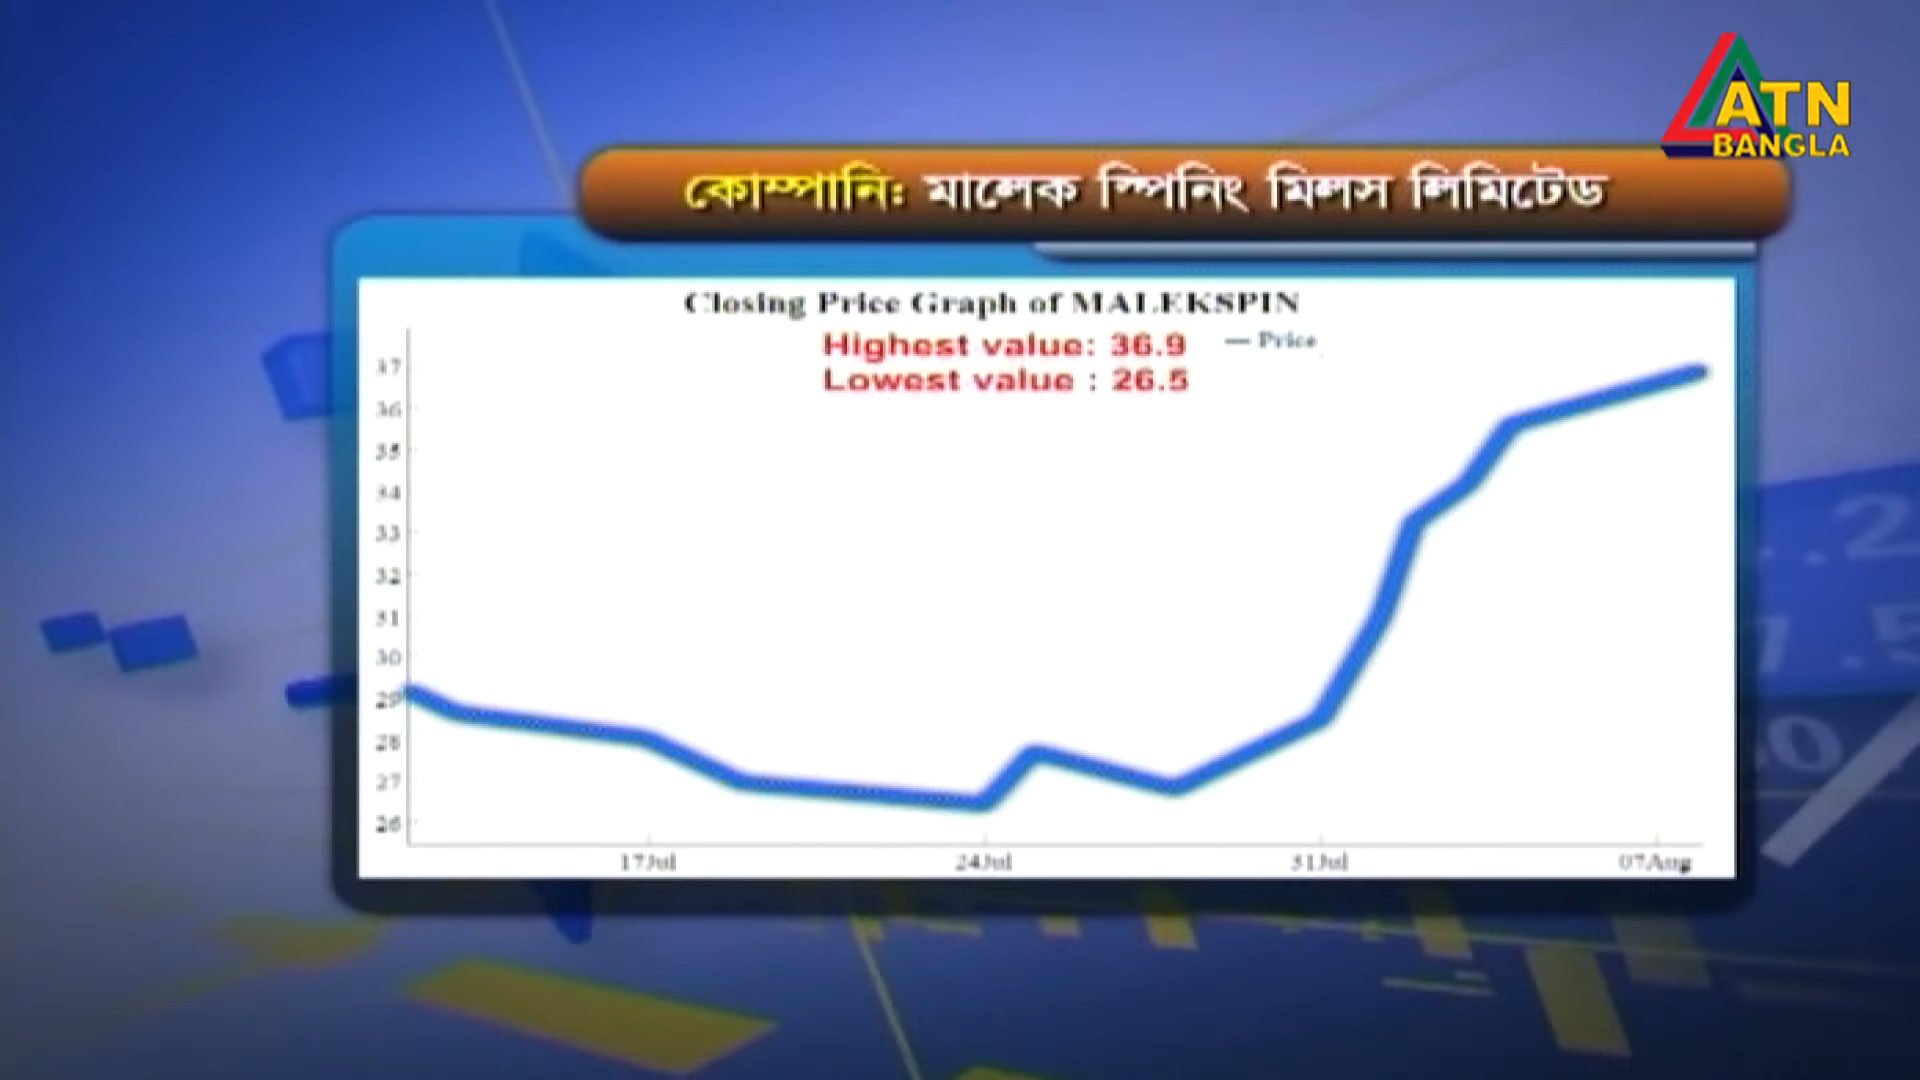 ATN
BANGLA
কোম্পানি: মালেক স্পিনিং মিলস লিমিটেড
Closing Price Graph of MALEKSPIN
Highest value: 36.9
Price
Lowest value : 26.5
37
36
35
34
33
32
31
30
29
28
27
26
17Jul 24Jul 31Jul 07Aug